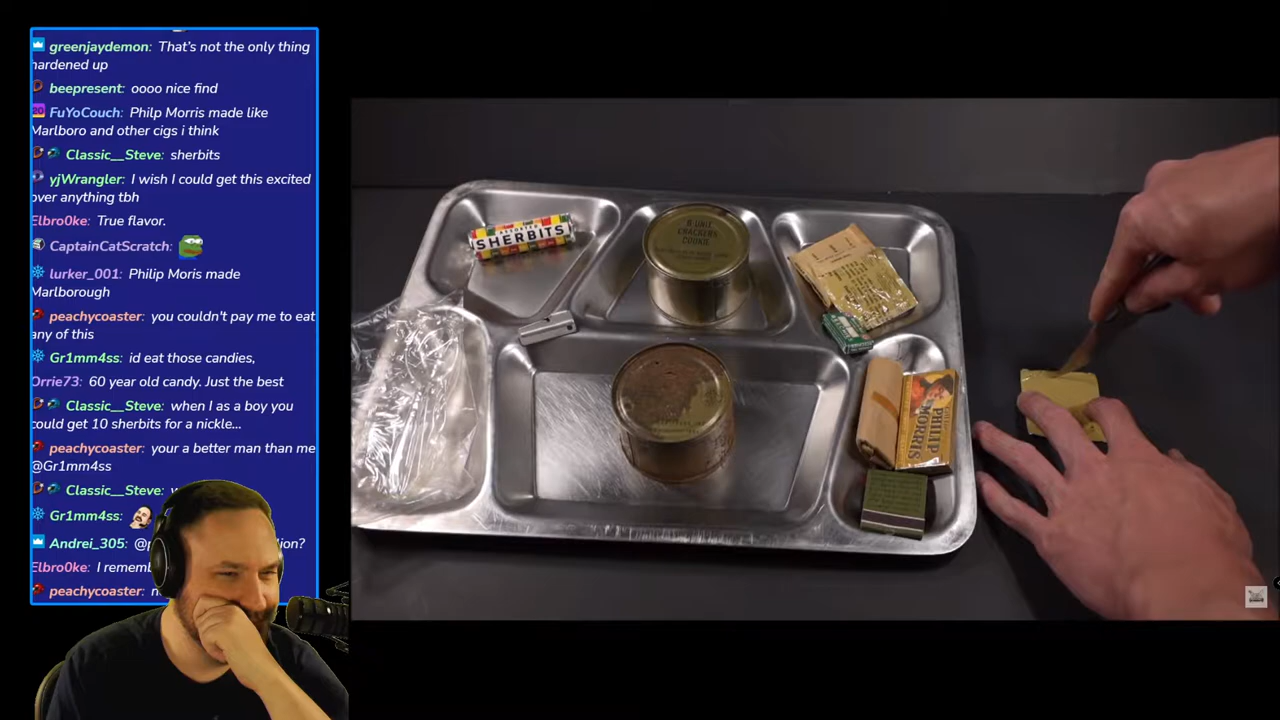 greenjaydemon: That's not the only thing
hardened up
beepresent: oooo nice find
FuYoCouch: Philp Morris made like
Marlboro and other cigs i think
Classic__Steve: sherbits
yjWrangler: I wish I could get this excited
over anything tbh
Elbro0ke: True flavor.
CaptainCatScratch:
lurker_001: Philip Moris made
Marlborough
peachycoaster: you couldn't pay me to eat
any of this
Gr1mm4ss: id eat those candies,
Orrie73: 60 year old candy. Just the best
Classic__Steve: when I as a boy you
could get 10 sherbits for a nickle...
peachycoaster: your a better man than me
@Gr1mm4ss
Classic__Steve:
Gr1mm4ss:
Andrei_305:
Elbro0ke: I
peachycoaster:
ASSORTED
SHERBITS
B-UNIT
CRACKERS
COOKIE
PHILIP
MORRIS